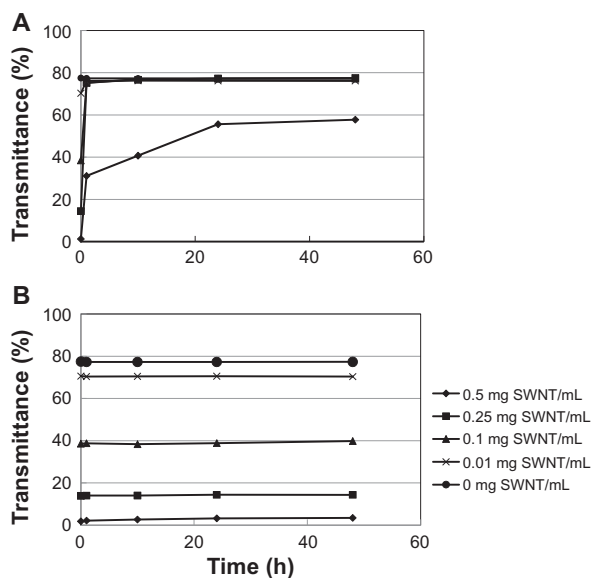 A
Transmittance (%)
100
80
60
40
20
0
0
20
40
60
B
Transmittance (%)
100
80
60
40
20
0
0
20
40
60
Time (h)
0.5 mg SWNT/mL
0.25 mg SWNT/mL
0.1 mg SWNT/mL
0.01 mg SWNT/mL
0 mg SWNT/mL